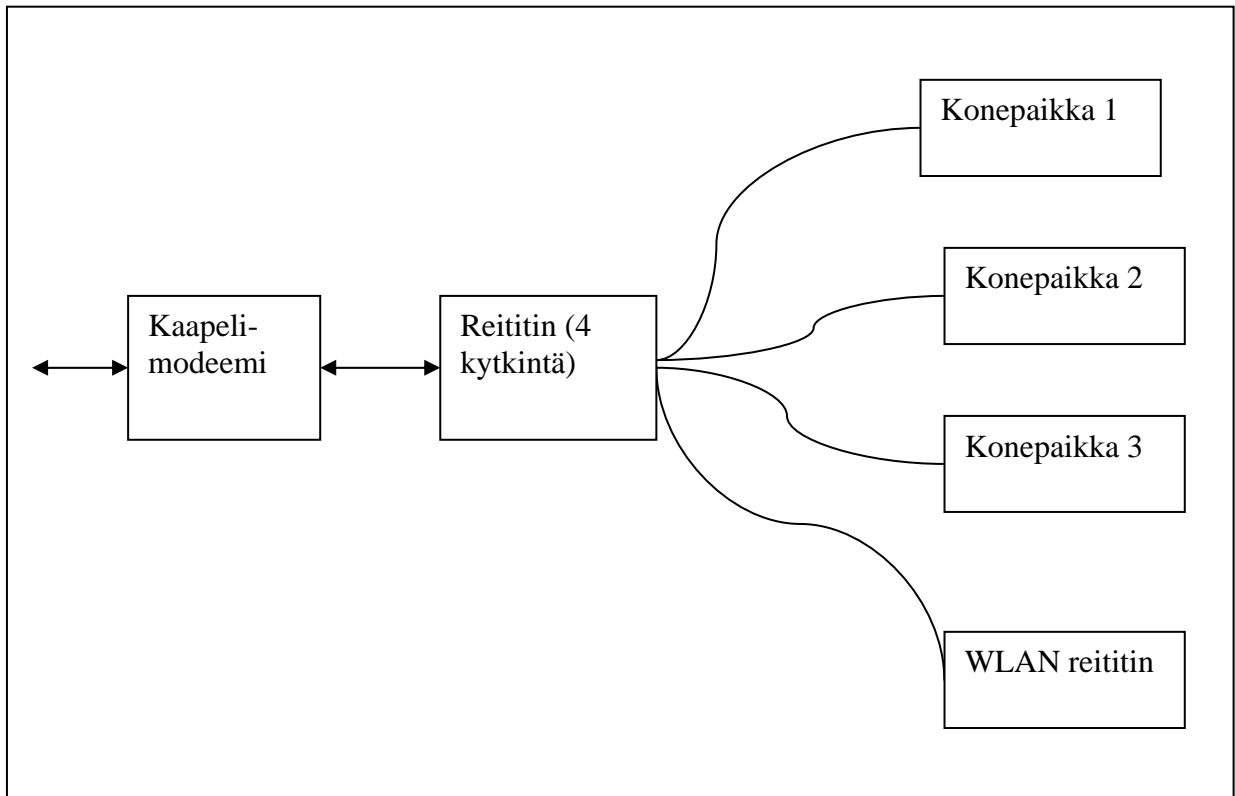 Konepaikka 1
Konepaikka 2
Kaapeli-
modeemi
Reititin (4
kytkintä)
Konepaikka 3
WLAN reititin